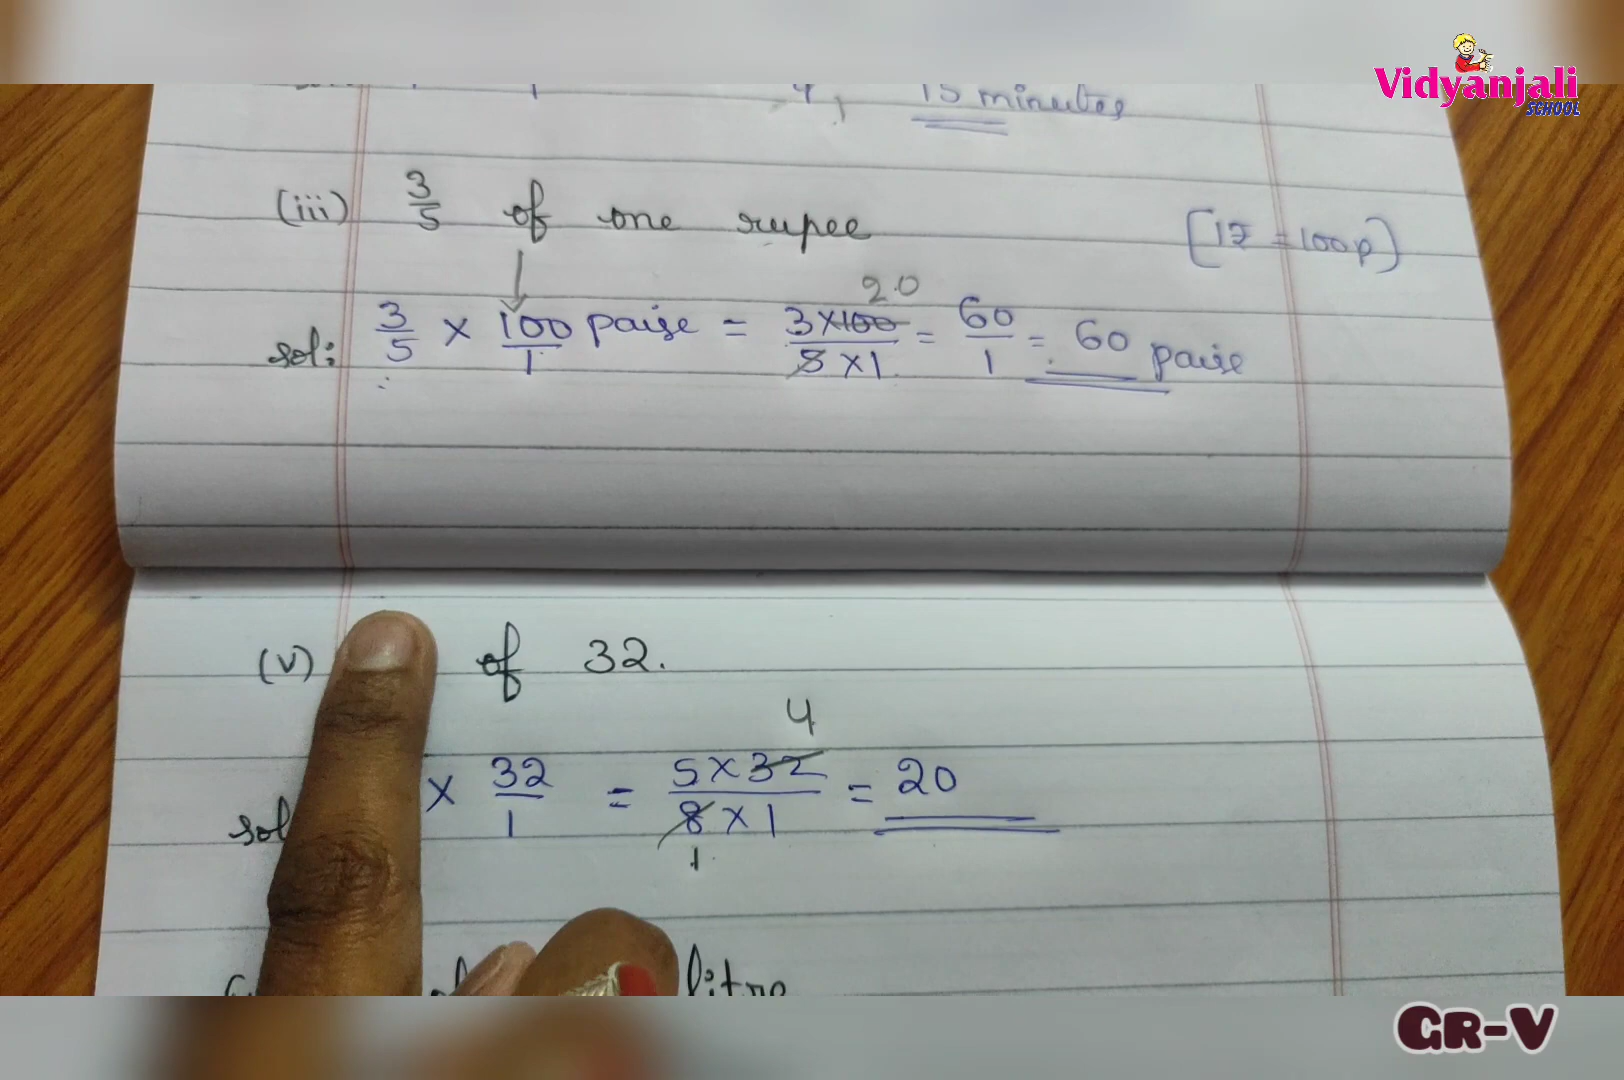 Vidyanjali
SCHOOL
15 minutes
(iii) 3/5 of one rupee [1₹ = 100p]
20
sol: 3/5 × 100/1 paise = 3×100/5×1 = 60/1 = 60 paise
(v) of 32.
4
sol × 32/1 = 5×32/8×1 = 20
1
litre
GR-V